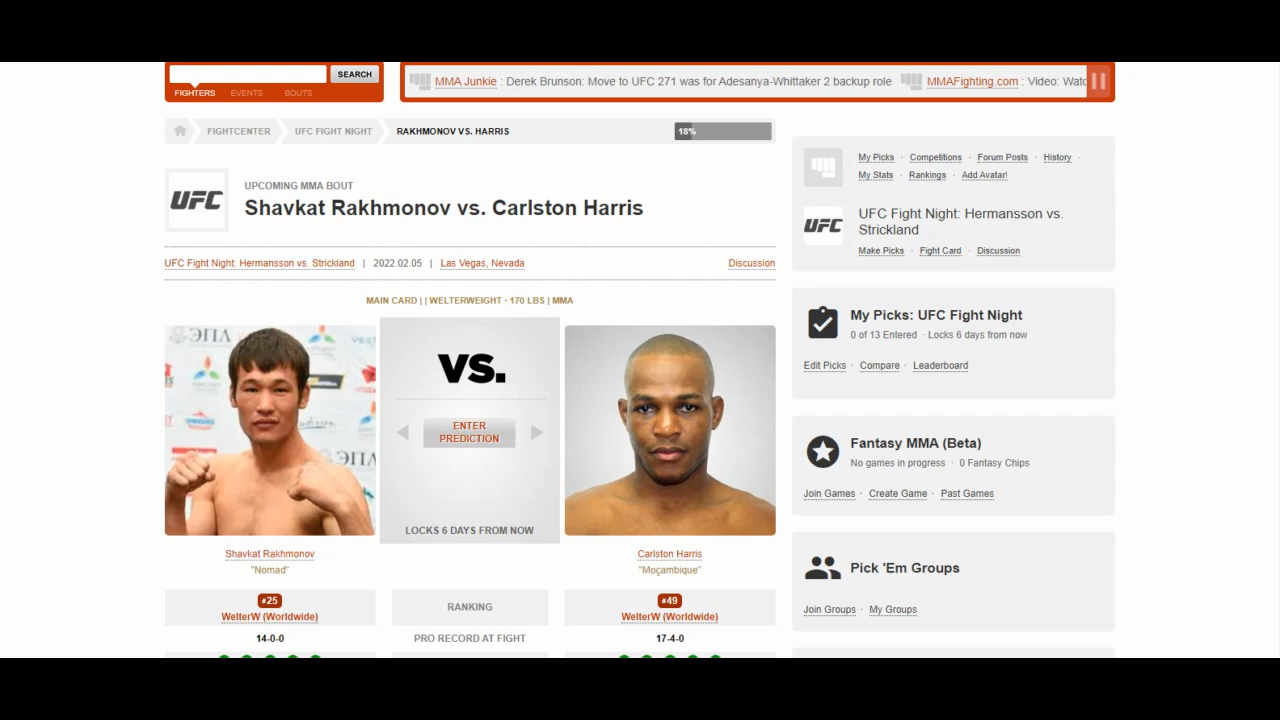 SEARCH
FIGHTERS EVENTS BOUTS
MMA Junkie : Derek Brunson: Move to UFC 271 was for Adesanya-Whittaker 2 backup role MMAFighting.com : Video: Watc
FIGHTCENTER UFC FIGHT NIGHT RAKHMONOV VS. HARRIS 18%
UFC
UPCOMING MMA BOUT
Shavkat Rakhmonov vs. Carlston Harris
UFC Fight Night: Hermansson vs. Strickland | 2022.02.05 | Las Vegas, Nevada Discussion
MAIN CARD | | WELTERWEIGHT · 170 LBS | MMA
ЭПЛ
ЭПЛ
VS.
ENTER
PREDICTION
LOCKS 6 DAYS FROM NOW
Shavkat Rakhmonov
"Nomad"
Carlston Harris
"Moçambique"
#25
WelterW (Worldwide)
RANKING
#49
WelterW (Worldwide)
14-0-0 PRO RECORD AT FIGHT 17-4-0
My Picks · Competitions · Forum Posts · History ·
My Stats · Rankings · Add Avatar!
UFC
UFC Fight Night: Hermansson vs.
Strickland
Make Picks · Fight Card · Discussion
My Picks: UFC Fight Night
0 of 13 Entered · Locks 6 days from now
Edit Picks · Compare · Leaderboard
Fantasy MMA (Beta)
No games in progress · 0 Fantasy Chips
Join Games · Create Game · Past Games
Pick 'Em Groups
Join Groups · My Groups